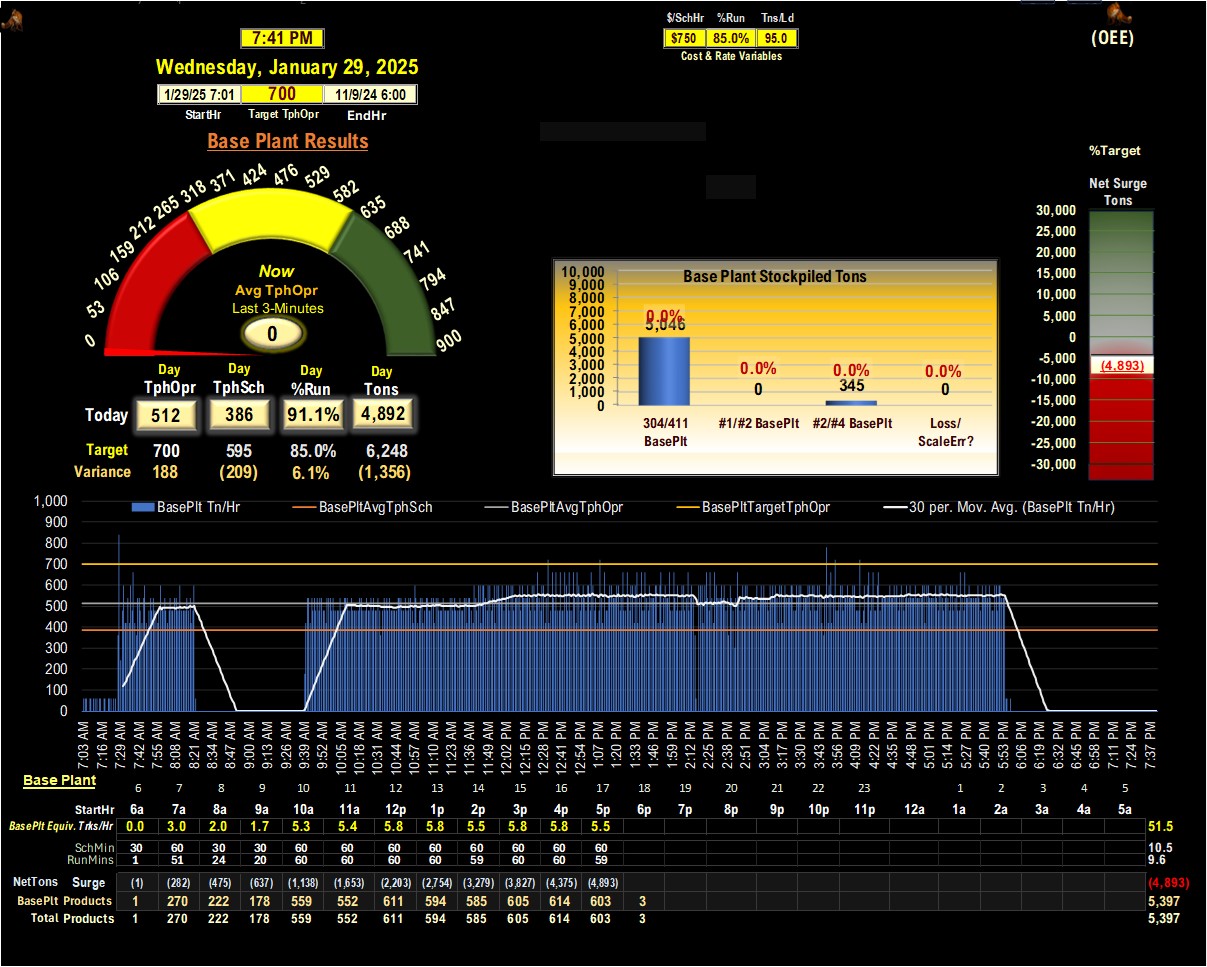 $/SchHr %Run Tns/Ld
$750 85.0% 95.0
Cost & Rate Variables
(OEE)
7:41 PM
Wednesday, January 29, 2025
1/29/25 7:01 700 11/9/24 6:00
StartHr Target TphOpr EndHr
Base Plant Results
0 53 106 159 212 265 318 371 424 476 529 582 635 688 741 794 847 900
Now
Avg TphOpr
Last 3-Minutes
0
Day Day Day Day
TphOpr TphSch %Run Tons
Today 512 386 91.1% 4,892
Target 700 595 85.0% 6,248
Variance 188 (209) 6.1% (1,356)
Base Plant Stockpiled Tons
10,000
9,000
8,000
7,000
6,000
5,000
4,000
3,000
2,000
1,000
0
0.0% 0.0% 0.0% 0.0%
5,046 0 345 0
304/411 BasePlt
#1/#2 BasePlt
#2/#4 BasePlt
Loss/ ScaleErr?
%Target
Net Surge
Tons
30,000
25,000
20,000
15,000
10,000
5,000
0
-5,000
-10,000
-15,000
-20,000
-25,000
-30,000
(4,893)
BasePlt Tn/Hr BasePltAvgTphSch BasePltAvgTphOpr BasePltTargetTphOpr 30 per. Mov. Avg. (BasePlt Tn/Hr)
1,000
900
800
700
600
500
400
300
200
100
0
7:03 AM 7:16 AM 7:29 AM 7:42 AM 7:55 AM 8:08 AM 8:21 AM 8:34 AM 8:47 AM 9:00 AM 9:13 AM 9:26 AM 9:39 AM 9:52 AM 10:05 AM 10:18 AM 10:31 AM 10:44 AM 10:57 AM 11:10 AM 11:23 AM 11:36 AM 11:49 AM 12:02 PM 12:15 PM 12:28 PM 12:41 PM 12:54 PM 1:07 PM 1:20 PM 1:33 PM 1:46 PM 1:59 PM 2:12 PM 2:25 PM 2:38 PM 2:51 PM 3:04 PM 3:17 PM 3:30 PM 3:43 PM 3:56 PM 4:09 PM 4:22 PM 4:35 PM 4:48 PM 5:01 PM 5:14 PM 5:27 PM 5:40 PM 5:53 PM 6:06 PM 6:19 PM 6:32 PM 6:45 PM 6:58 PM 7:11 PM 7:24 PM 7:37 PM
Base Plant
6 7 8 9 10 11 12 13 14 15 16 17 18 19 20 21 22 23 1 2 3 4 5
StartHr 6a 7a 8a 9a 10a 11a 12p 1p 2p 3p 4p 5p 6p 7p 8p 9p 10p 11p 12a 1a 2a 3a 4a 5a
BasePlt Equiv. Trks/Hr 0.0 3.0 2.0 1.7 5.3 5.4 5.8 5.8 5.5 5.8 5.8 5.5 51.5
SchMin 30 60 30 30 60 60 60 60 60 60 60 60 10.5
RunMins 1 51 24 20 60 60 60 60 59 60 60 59 9.6
NetTons Surge (1) (282) (475) (637) (1,138) (1,653) (2,203) (2,754) (3,279) (3,827) (4,375) (4,893) (4,893)
BasePlt Products 1 270 222 178 559 552 611 594 585 605 614 603 3 5,397
Total Products 1 270 222 178 559 552 611 594 585 605 614 603 3 5,397